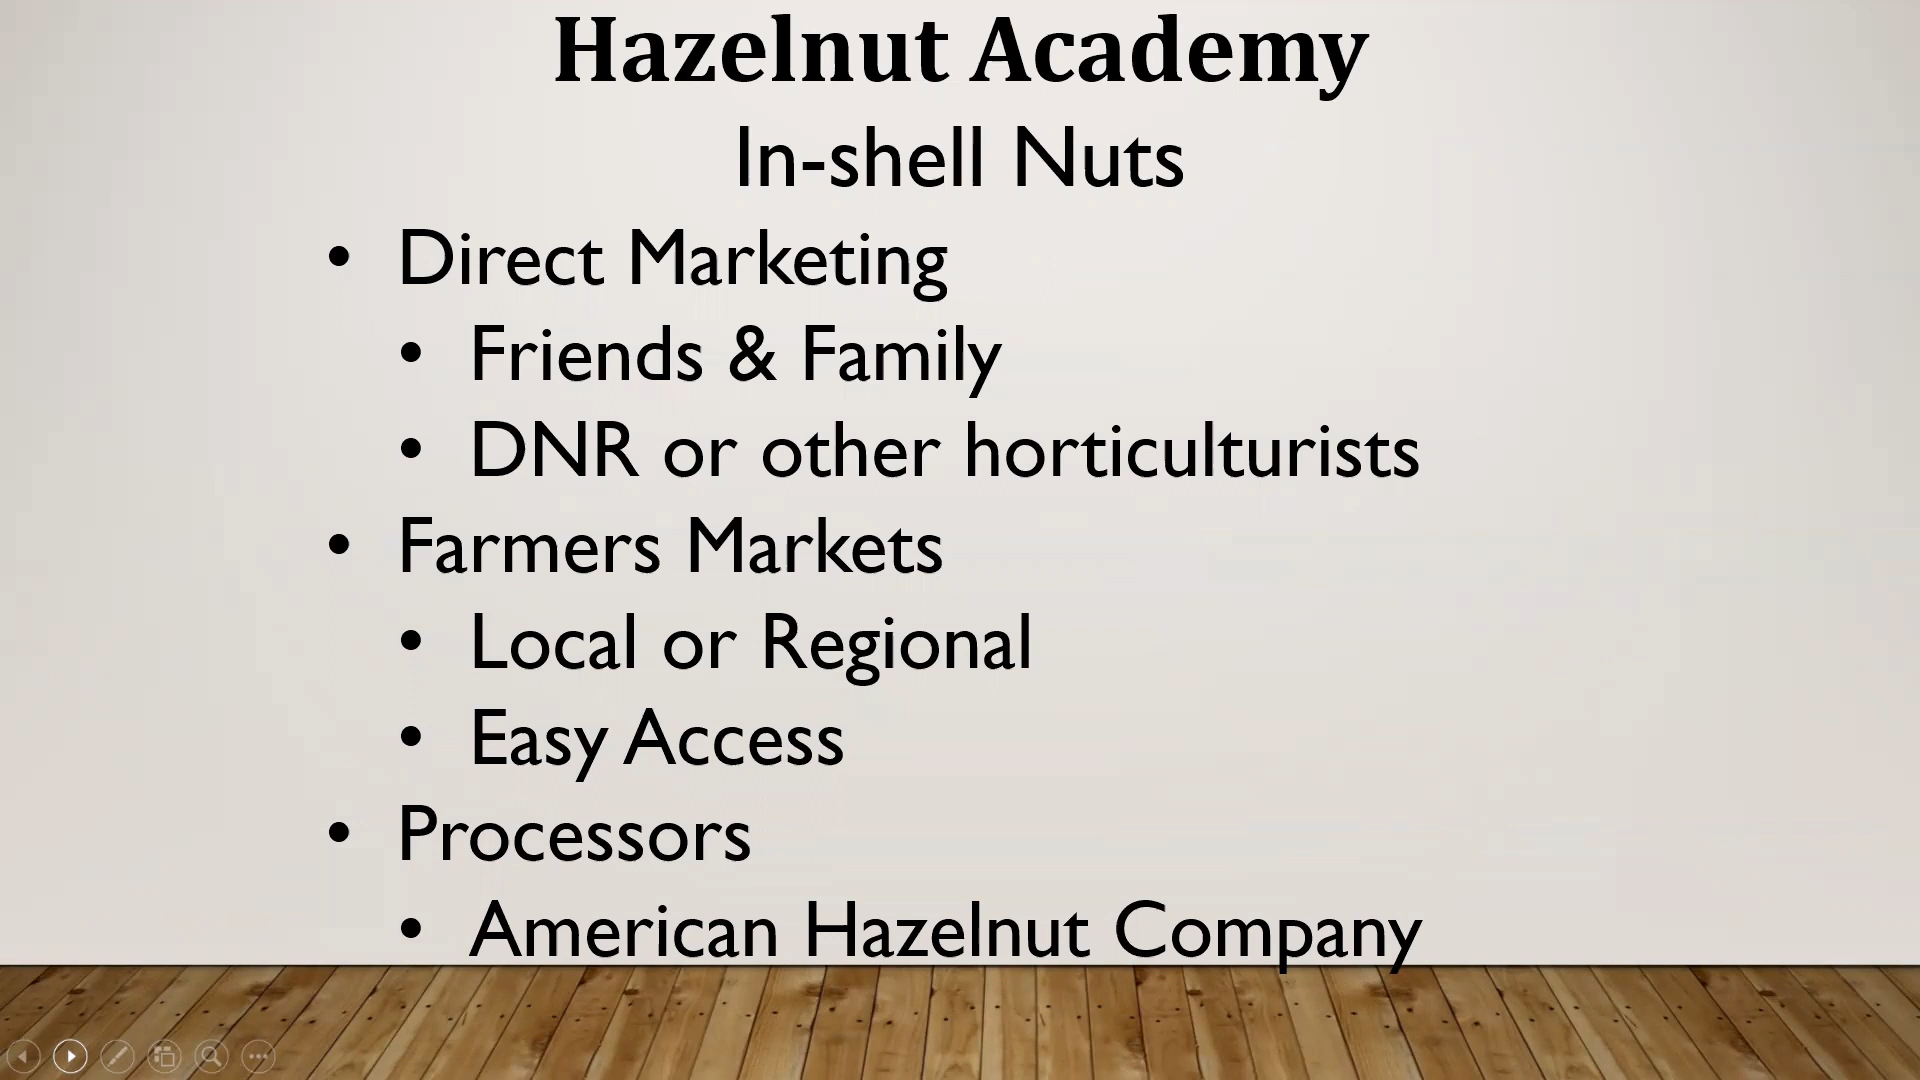 Hazelnut Academy
In-shell Nuts
• Direct Marketing
• Friends & Family
• DNR or other horticulturists
• Farmers Markets
• Local or Regional
• Easy Access
• Processors
• American Hazelnut Company